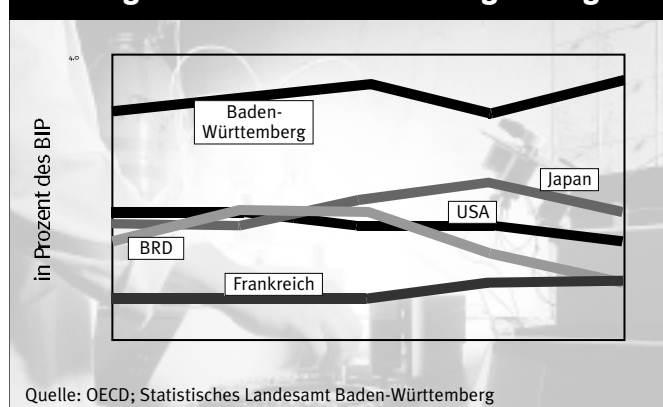 4,0
in Prozent des BIP
Baden-
Württemberg
Japan
USA
BRD
Frankreich
Quelle: OECD; Statistisches Landesamt Baden-Württemberg